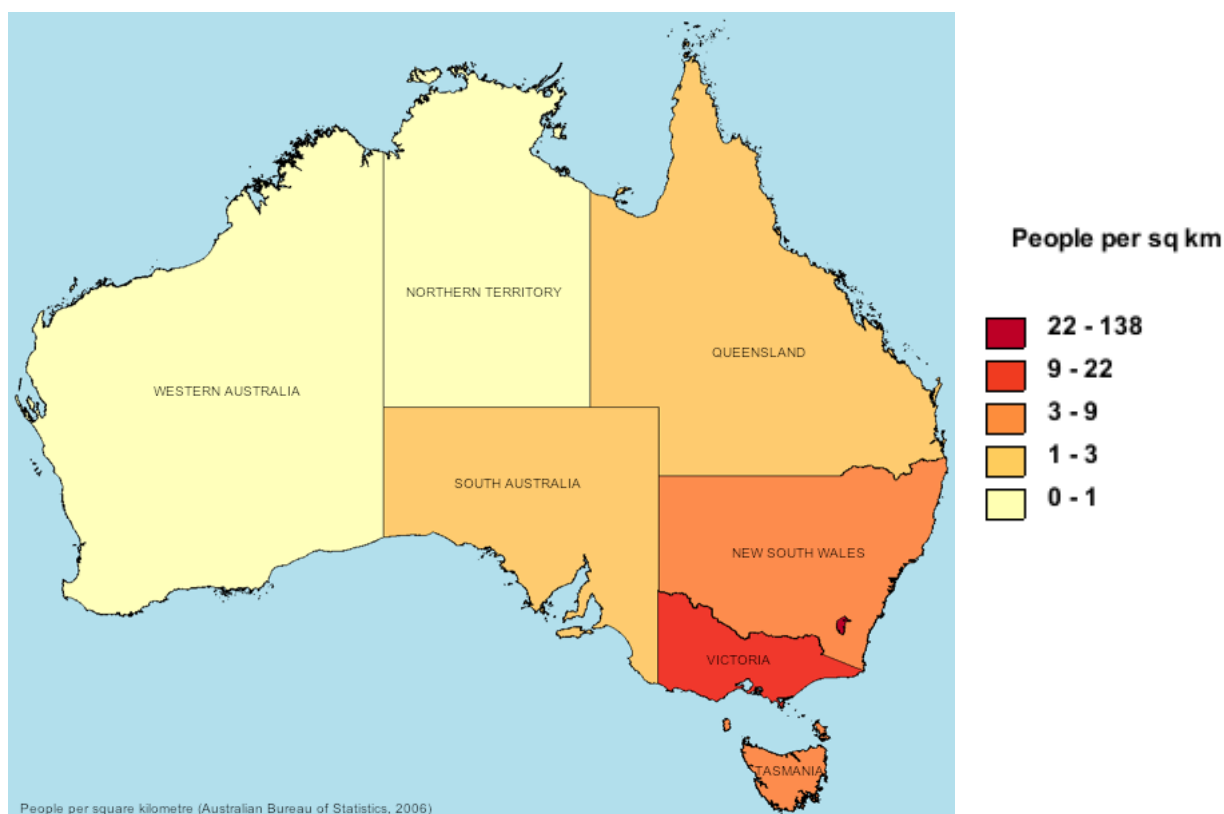 NORTHERN TERRITORY
QUEENSLAND
WESTERN AUSTRALIA
SOUTH AUSTRALIA
NEW SOUTH WALES
VICTORIA
TASMANIA
People per square kilometre (Australian Bureau of Statistics, 2006)
People per sq km
22 - 138
9 - 22
3 - 9
1 - 3
0 - 1